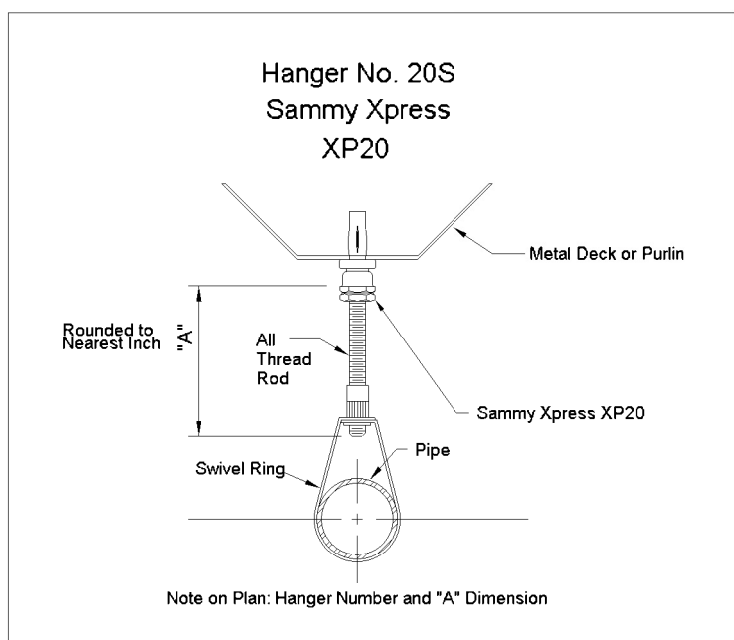 Hanger No. 20S
Sammy Xpress
XP20
Metal Deck or Purlin
Rounded to
Nearest Inch
"A"
All
Thread
Rod
Sammy Xpress XP20
Pipe
Swivel Ring
Note on Plan: Hanger Number and "A" Dimension